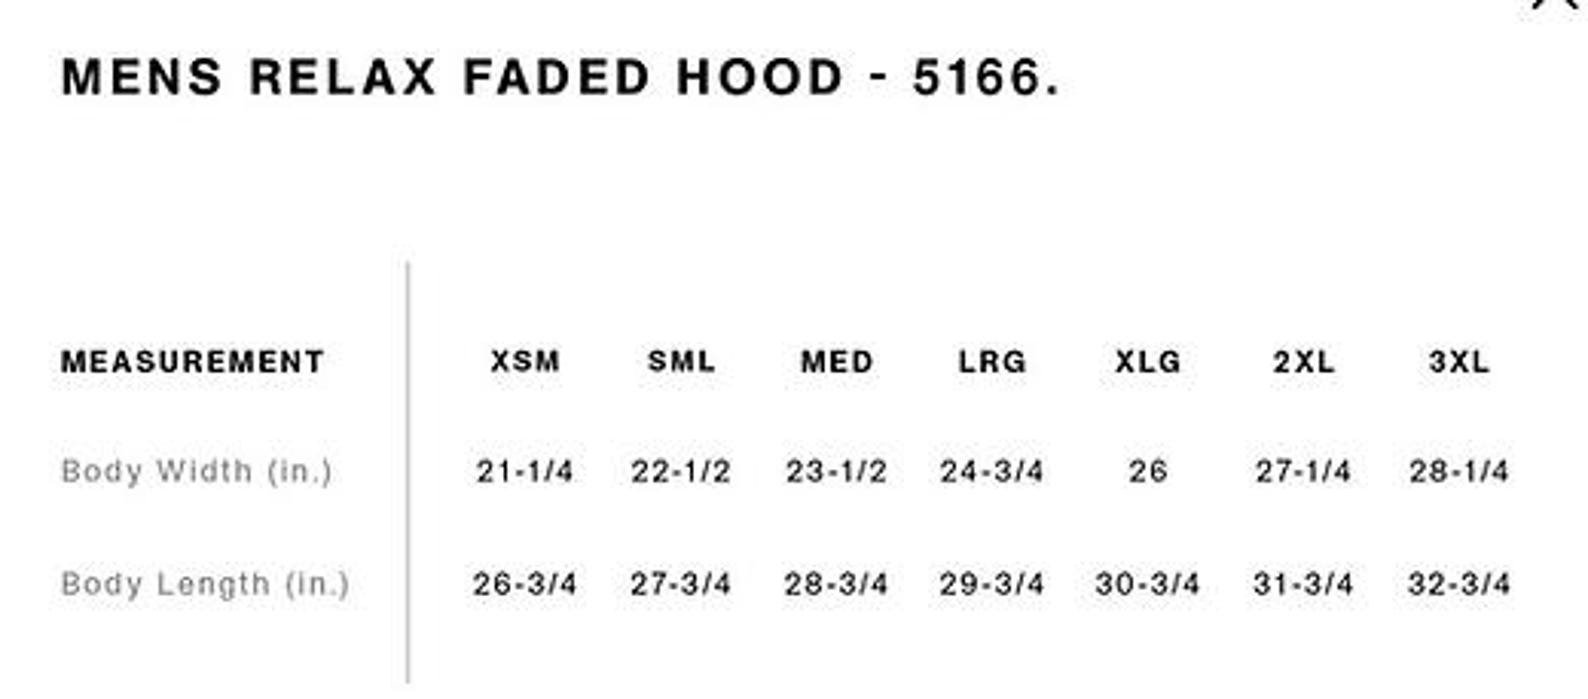 MENS RELAX FADED HOOD - 5166.
MEASUREMENT XSM SML MED LRG XLG 2XL 3XL
Body Width (in.) 21-1/4 22-1/2 23-1/2 24-3/4 26 27-1/4 28-1/4
Body Length (in.) 26-3/4 27-3/4 28-3/4 29-3/4 30-3/4 31-3/4 32-3/4